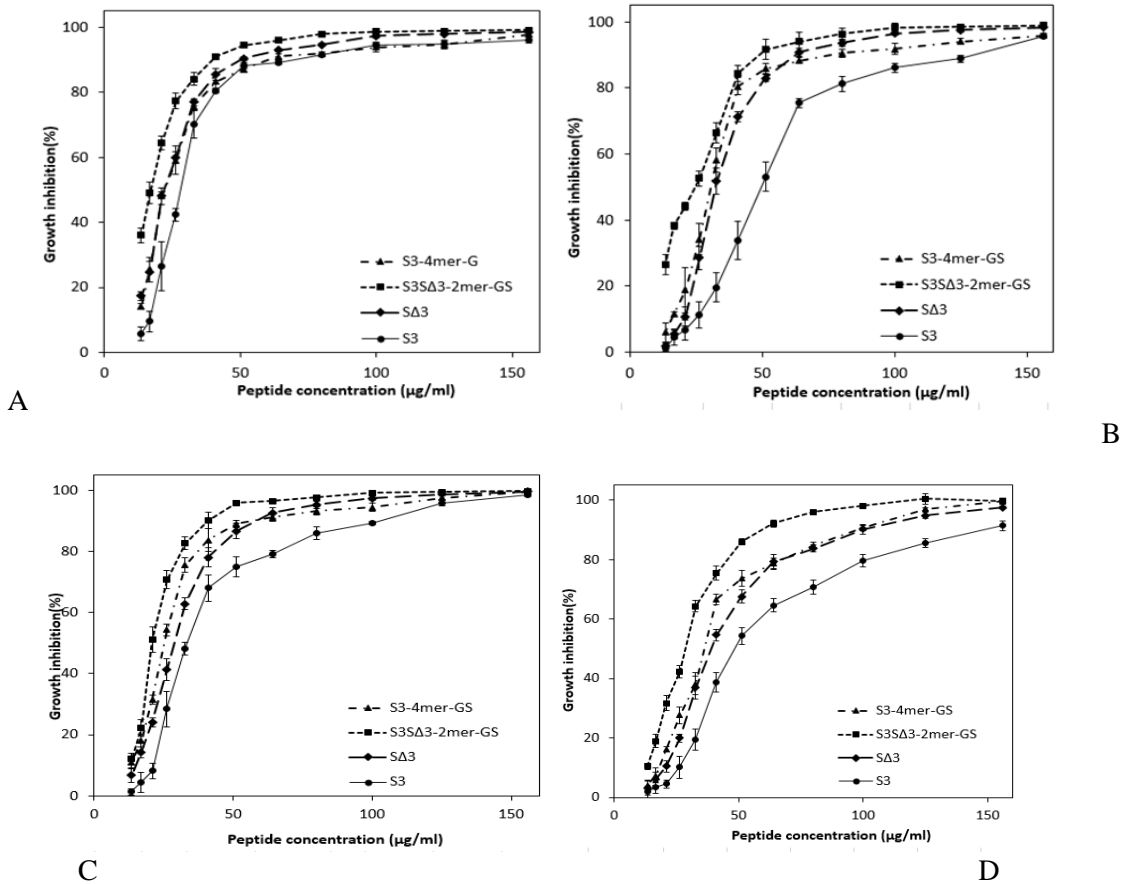 100
80
60
40
20
0
Growth inhibition(%)
S3-4mer-G
S3SΔ3-2mer-GS
SΔ3
S3
0
50
100
150
Peptide concentration (µg/ml)
A
100
80
60
40
20
0
Growth inhibition(%)
S3-4mer-GS
S3SΔ3-2mer-GS
SΔ3
S3
0
50
100
150
Peptide concentration (µg/ml)
B
100
80
60
40
20
0
Growth inhibition(%)
S3-4mer-GS
S3SΔ3-2mer-GS
SΔ3
S3
0
50
100
150
Peptide concentration (µg/ml)
C
100
80
60
40
20
0
Growth inhibition(%)
S3-4mer-GS
S3SΔ3-2mer-GS
SΔ3
S3
0
50
100
150
Peptide concentration (µg/ml)
D